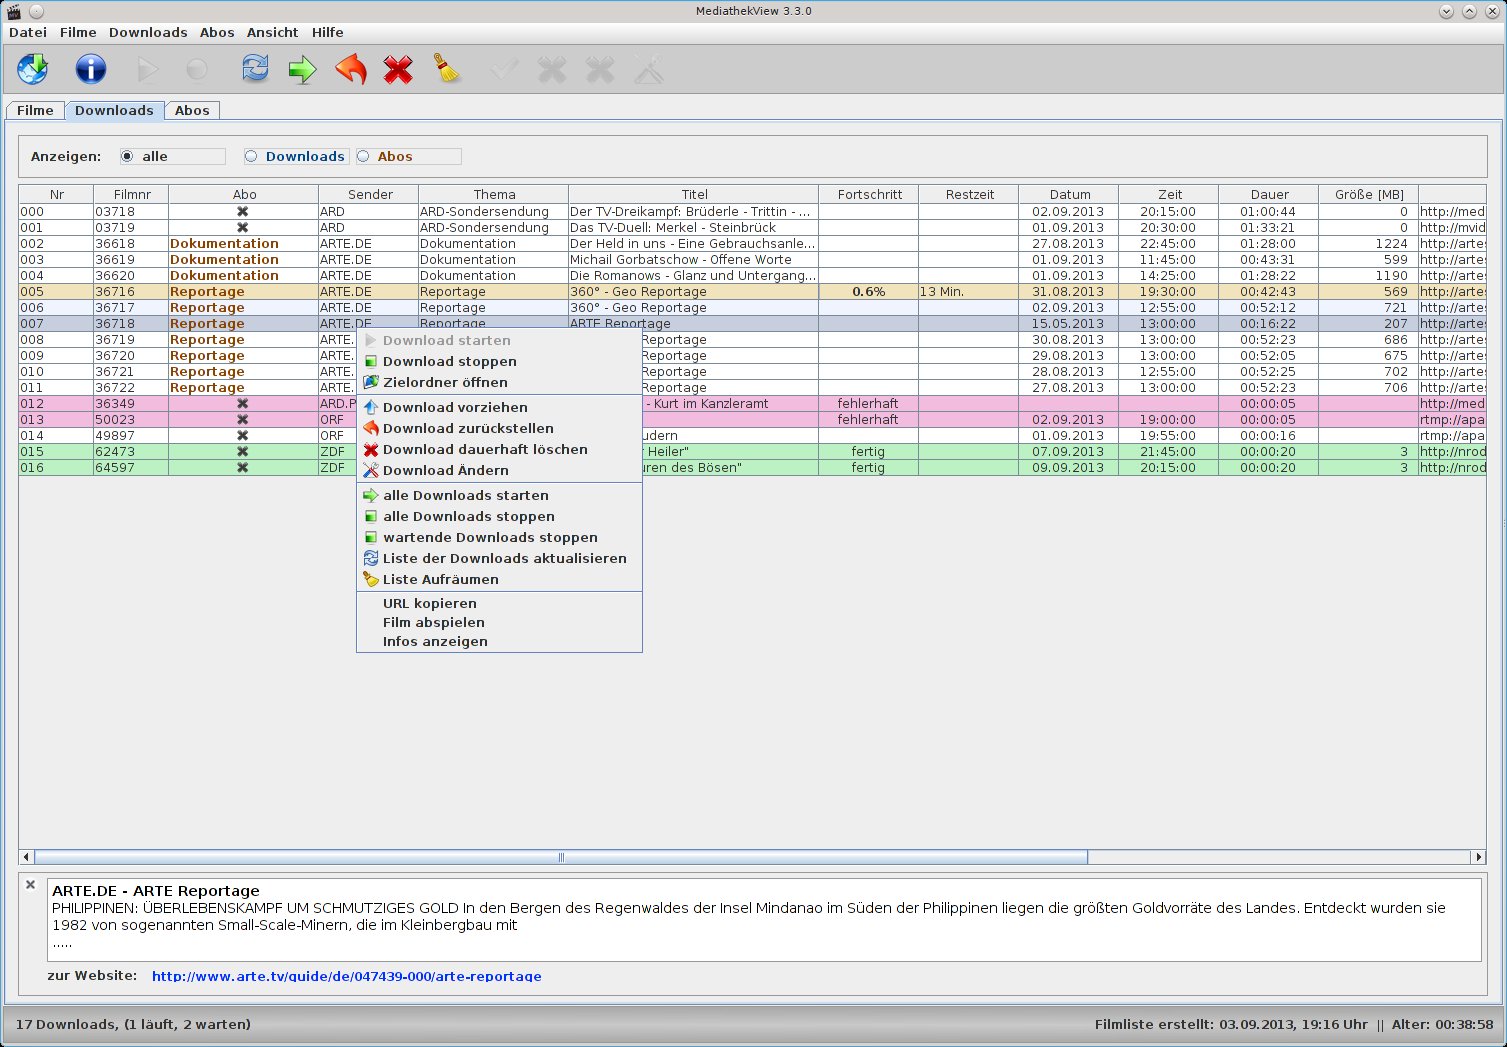 MediathekView 3.3.0
Datei Filme Downloads Abos Ansicht Hilfe
Filme Downloads Abos
Anzeigen: alle Downloads Abos
Nr Filmnr Abo Sender Thema Titel Fortschritt Restzeit Datum Zeit Dauer Größe [MB]
000 03718 ARD ARD-Sondersendung Der TV-Dreikampf: Brüderle - Trittin - ... 02.09.2013 20:15:00 01:00:44 0 http://med
001 03719 ARD ARD-Sondersendung Das TV-Duell: Merkel - Steinbrück 01.09.2013 20:30:00 01:33:21 0 http://mvid
002 36618 Dokumentation ARTE.DE Dokumentation Der Held in uns - Eine Gebrauchsanle... 27.08.2013 22:45:00 01:28:00 1224 http://artes
003 36619 Dokumentation ARTE.DE Dokumentation Michail Gorbatschow - Offene Worte 01.09.2013 11:45:00 00:43:31 599 http://artes
004 36620 Dokumentation ARTE.DE Dokumentation Die Romanows - Glanz und Untergang... 01.09.2013 14:25:00 01:28:22 1190 http://artes
005 36716 Reportage ARTE.DE Reportage 360° - Geo Reportage 0.6% 13 Min. 31.08.2013 19:30:00 00:42:43 569 http://artes
006 36717 Reportage ARTE.DE Reportage 360° - Geo Reportage 02.09.2013 12:55:00 00:52:12 721 http://artes
007 36718 Reportage ARTE.DE Reportage ARTE Reportage 15.05.2013 13:00:00 00:16:22 207 http://artes
008 36719 Reportage ARTE. Reportage 30.08.2013 13:00:00 00:52:23 686 http://artes
009 36720 Reportage ARTE. Reportage 29.08.2013 13:00:00 00:52:05 675 http://artes
010 36721 Reportage ARTE. Reportage 28.08.2013 12:55:00 00:52:25 702 http://artes
011 36722 Reportage ARTE. Reportage 27.08.2013 13:00:00 00:52:23 706 http://artes
012 36349 ARD.P - Kurt im Kanzleramt fehlerhaft 00:00:05 http://med
013 50023 ORF fehlerhaft 02.09.2013 19:00:00 00:00:05 rtmp://apa
014 49897 ORF udern 01.09.2013 19:55:00 00:00:16 rtmp://apa
015 62473 ZDF r Heiler" fertig 07.09.2013 21:45:00 00:00:20 3 http://nrod
016 64597 ZDF uren des Bösen" fertig 09.09.2013 20:15:00 00:00:20 3 http://nrod
Download starten
Download stoppen
Zielordner öffnen
Download vorziehen
Download zurückstellen
Download dauerhaft löschen
Download Ändern
alle Downloads starten
alle Downloads stoppen
wartende Downloads stoppen
Liste der Downloads aktualisieren
Liste Aufräumen
URL kopieren
Film abspielen
Infos anzeigen
ARTE.DE - ARTE Reportage
PHILIPPINEN: ÜBERLEBENSKAMPF UM SCHMUTZIGES GOLD In den Bergen des Regenwaldes der Insel Mindanao im Süden der Philippinen liegen die größten Goldvorräte des Landes. Entdeckt wurden sie
1982 von sogenannten Small-Scale-Minern, die im Kleinbergbau mit
.....
zur Website: http://www.arte.tv/guide/de/047439-000/arte-reportage
17 Downloads, (1 läuft, 2 warten) Filmliste erstellt: 03.09.2013, 19:16 Uhr || Alter: 00:38:58